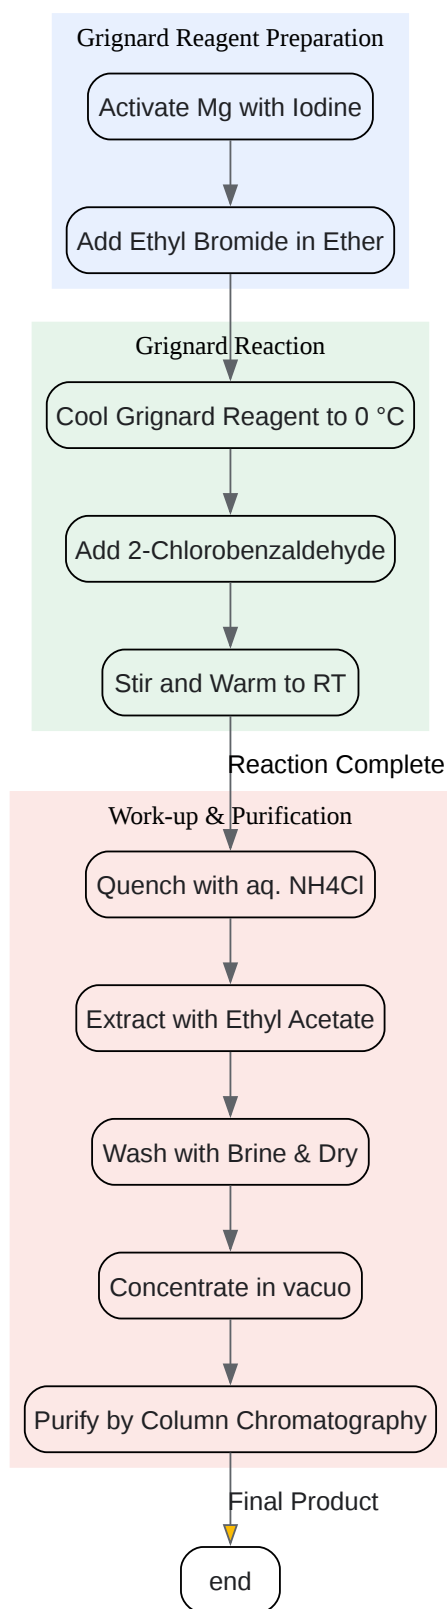 Grignard Reagent Preparation
Activate Mg with Iodine
Add Ethyl Bromide in Ether
Grignard Reaction
Cool Grignard Reagent to 0 °C
Add 2-Chlorobenzaldehyde
Stir and Warm to RT
Reaction Complete
Work-up & Purification
Quench with aq. NH4Cl
Extract with Ethyl Acetate
Wash with Brine & Dry
Concentrate in vacuo
Purify by Column Chromatography
Final Product
end